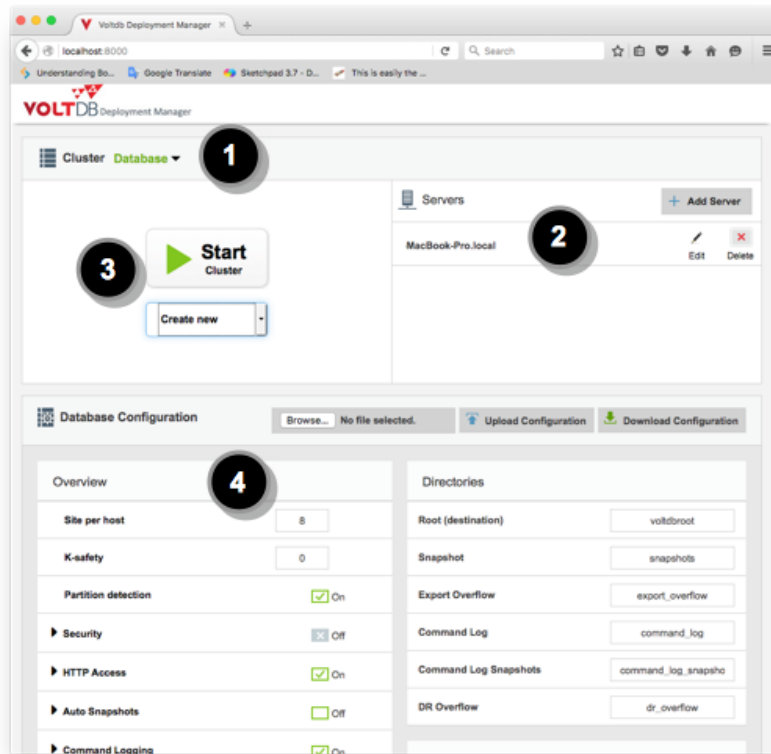 Voltdb Deployment Manager
localhost:8000
Search
Understanding Bo... Google Translate Sketchpad 3.7 - D... This is easily the ...
VOLTDB Deployment Manager
Cluster Database
1
Servers
Add Server
MacBook-Pro.local
2
Edit
Delete
3
Start
Cluster
Create new
Database Configuration
Browse... No file selected.
Upload Configuration
Download Configuration
Overview
4
Site per host 8
K-safety 0
Partition detection On
Security Off
HTTP Access On
Auto Snapshots Off
Command Logging On
Directories
Root (destination) voltdbroot
Snapshot snapshots
Export Overflow export_overflow
Command Log command_log
Command Log Snapshots command_log_snapsho
DR Overflow dr_overflow